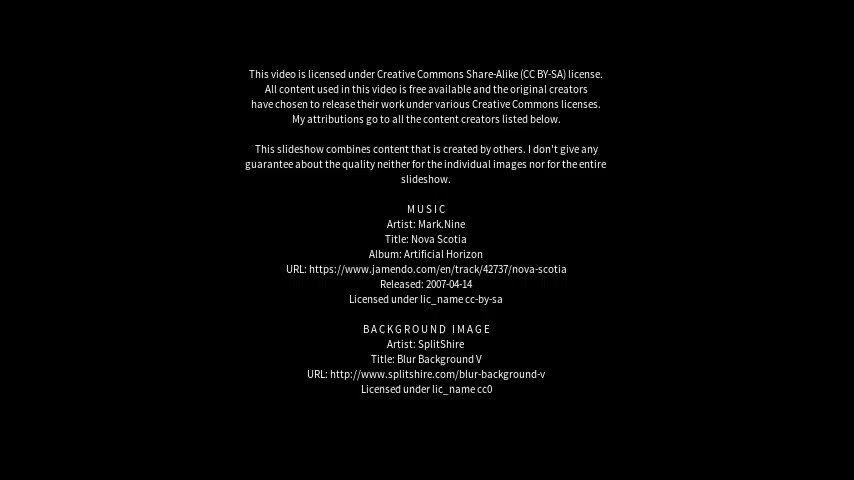 This video is licensed under Creative Commons Share-Alike (CC BY-SA) license.
All content used in this video is free available and the original creators
have chosen to release their work under various Creative Commons licenses.
My attributions go to all the content creators listed below.
This slideshow combines content that is created by others. I don't give any
guarantee about the quality neither for the individual images nor for the entire
slideshow.
MUSIC
Artist: Mark.Nine
Title: Nova Scotia
Album: Artificial Horizon
URL: https://www.jamendo.com/en/track/42737/nova-scotia
Released: 2007-04-14
Licensed under lic_name cc-by-sa
BACKGROUND IMAGE
Artist: SplitShire
Title: Blur Background V
URL: http://www.splitshire.com/blur-background-v
Licensed under lic_name cc0